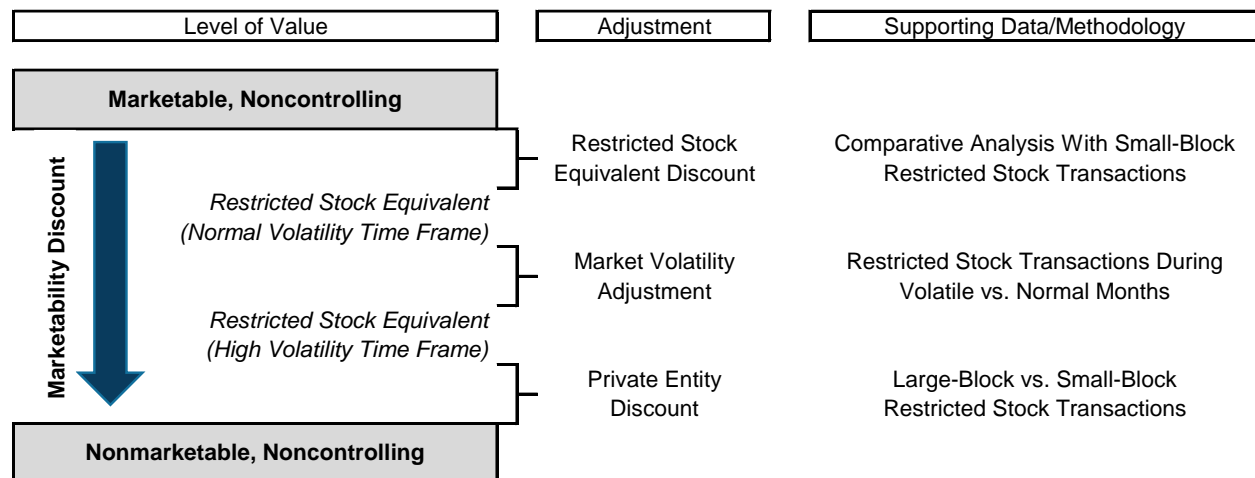 Level of Value
Adjustment
Supporting Data/Methodology
Marketable, Noncontrolling
Marketability Discount
Restricted Stock
Equivalent Discount
Comparative Analysis With Small-Block
Restricted Stock Transactions
Restricted Stock Equivalent
(Normal Volatility Time Frame)
Market Volatility
Adjustment
Restricted Stock Transactions During
Volatile vs. Normal Months
Restricted Stock Equivalent
(High Volatility Time Frame)
Private Entity
Discount
Large-Block vs. Small-Block
Restricted Stock Transactions
Nonmarketable, Noncontrolling